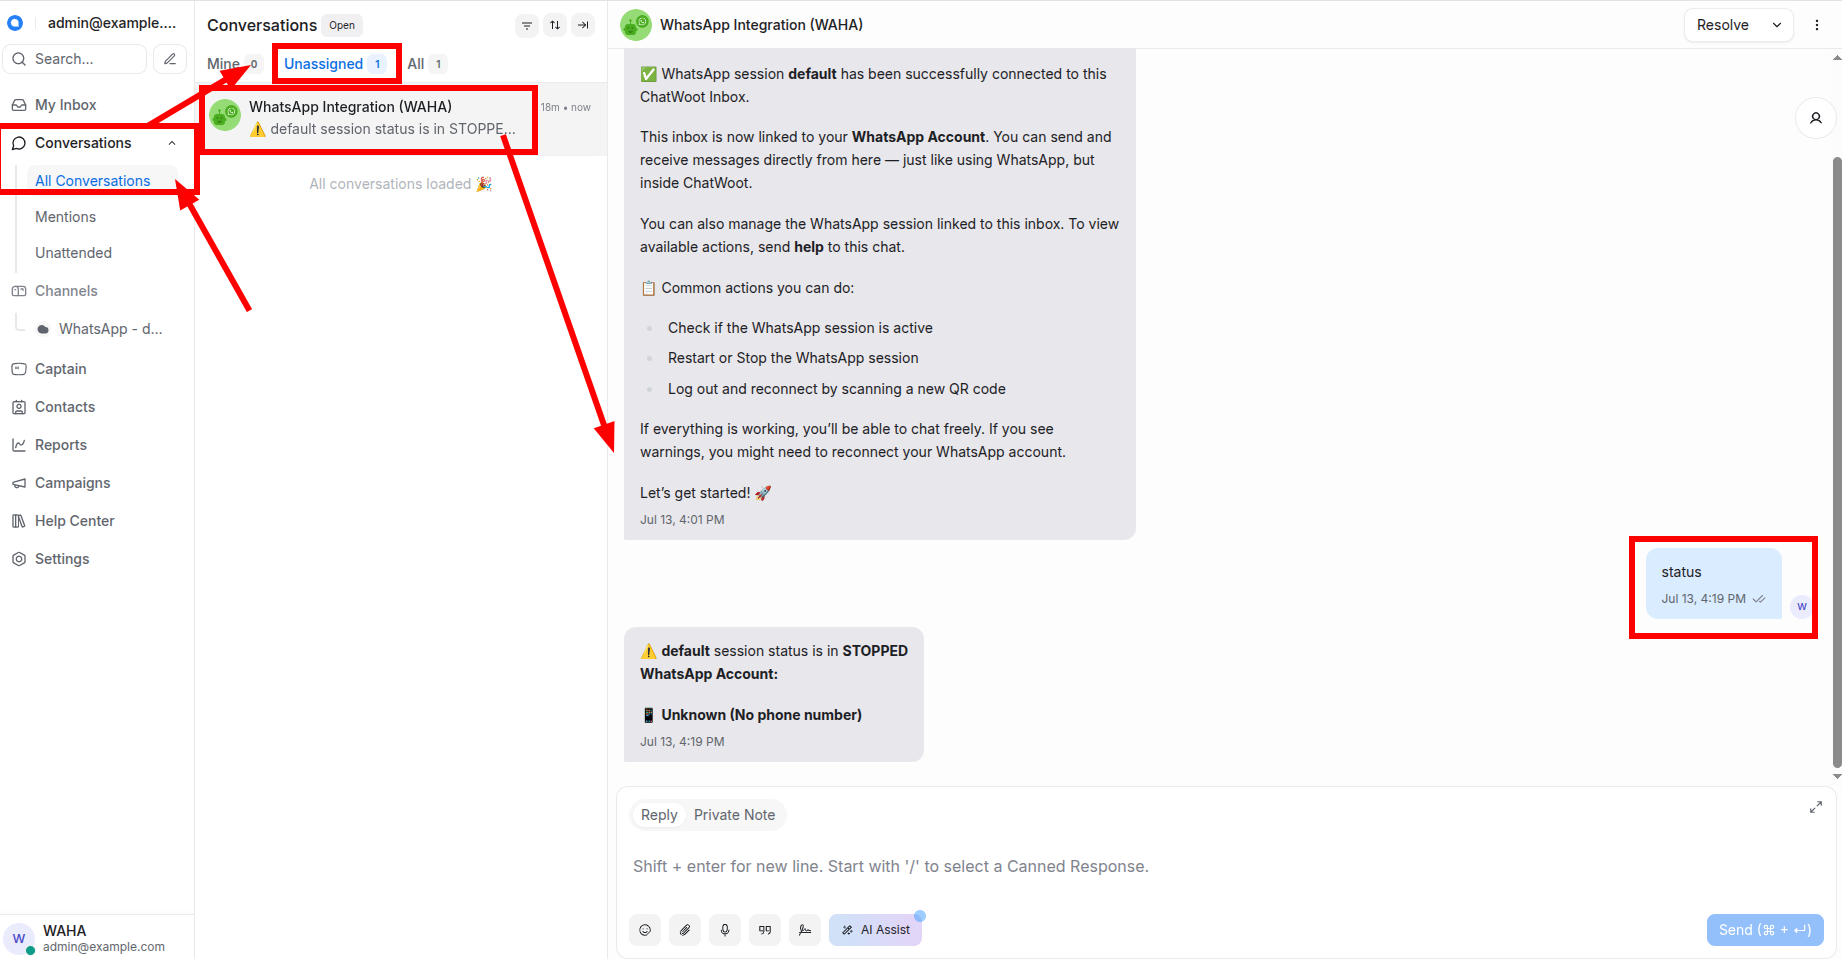 admin@example....
Search...
My Inbox
Conversations
All Conversations
Mentions
Unattended
Channels
WhatsApp - d...
Captain
Contacts
Reports
Campaigns
Help Center
Settings
W
WAHA
admin@example.com
Conversations Open
Mine 0 Unassigned 1 All 1
WhatsApp Integration (WAHA)
18m • now
⚠️ default session status is in STOPPE...
All conversations loaded 🎉
WhatsApp Integration (WAHA)
Resolve
✅ WhatsApp session default has been successfully connected to this
ChatWoot Inbox.
This inbox is now linked to your WhatsApp Account. You can send and
receive messages directly from here — just like using WhatsApp, but
inside ChatWoot.
You can also manage the WhatsApp session linked to this inbox. To view
available actions, send help to this chat.
📋 Common actions you can do:
Check if the WhatsApp session is active
Restart or Stop the WhatsApp session
Log out and reconnect by scanning a new QR code
If everything is working, you’ll be able to chat freely. If you see
warnings, you might need to reconnect your WhatsApp account.
Let’s get started! 🚀
Jul 13, 4:01 PM
status
Jul 13, 4:19 PM
W
⚠️ default session status is in STOPPED
WhatsApp Account:
📱 Unknown (No phone number)
Jul 13, 4:19 PM
Reply Private Note
Shift + enter for new line. Start with '/' to select a Canned Response.
AI Assist
Send (⌘ + ↵)